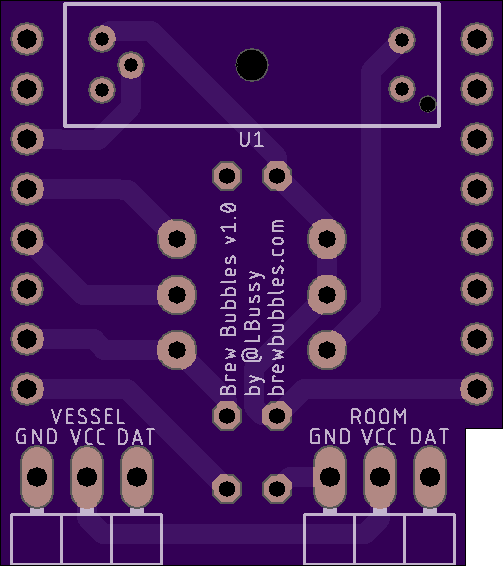 U1
Brew Bubbles v1.0
by @LBussy
brewbubbles.com
VESSEL
GND VCC DAT
ROOM
GND VCC DAT